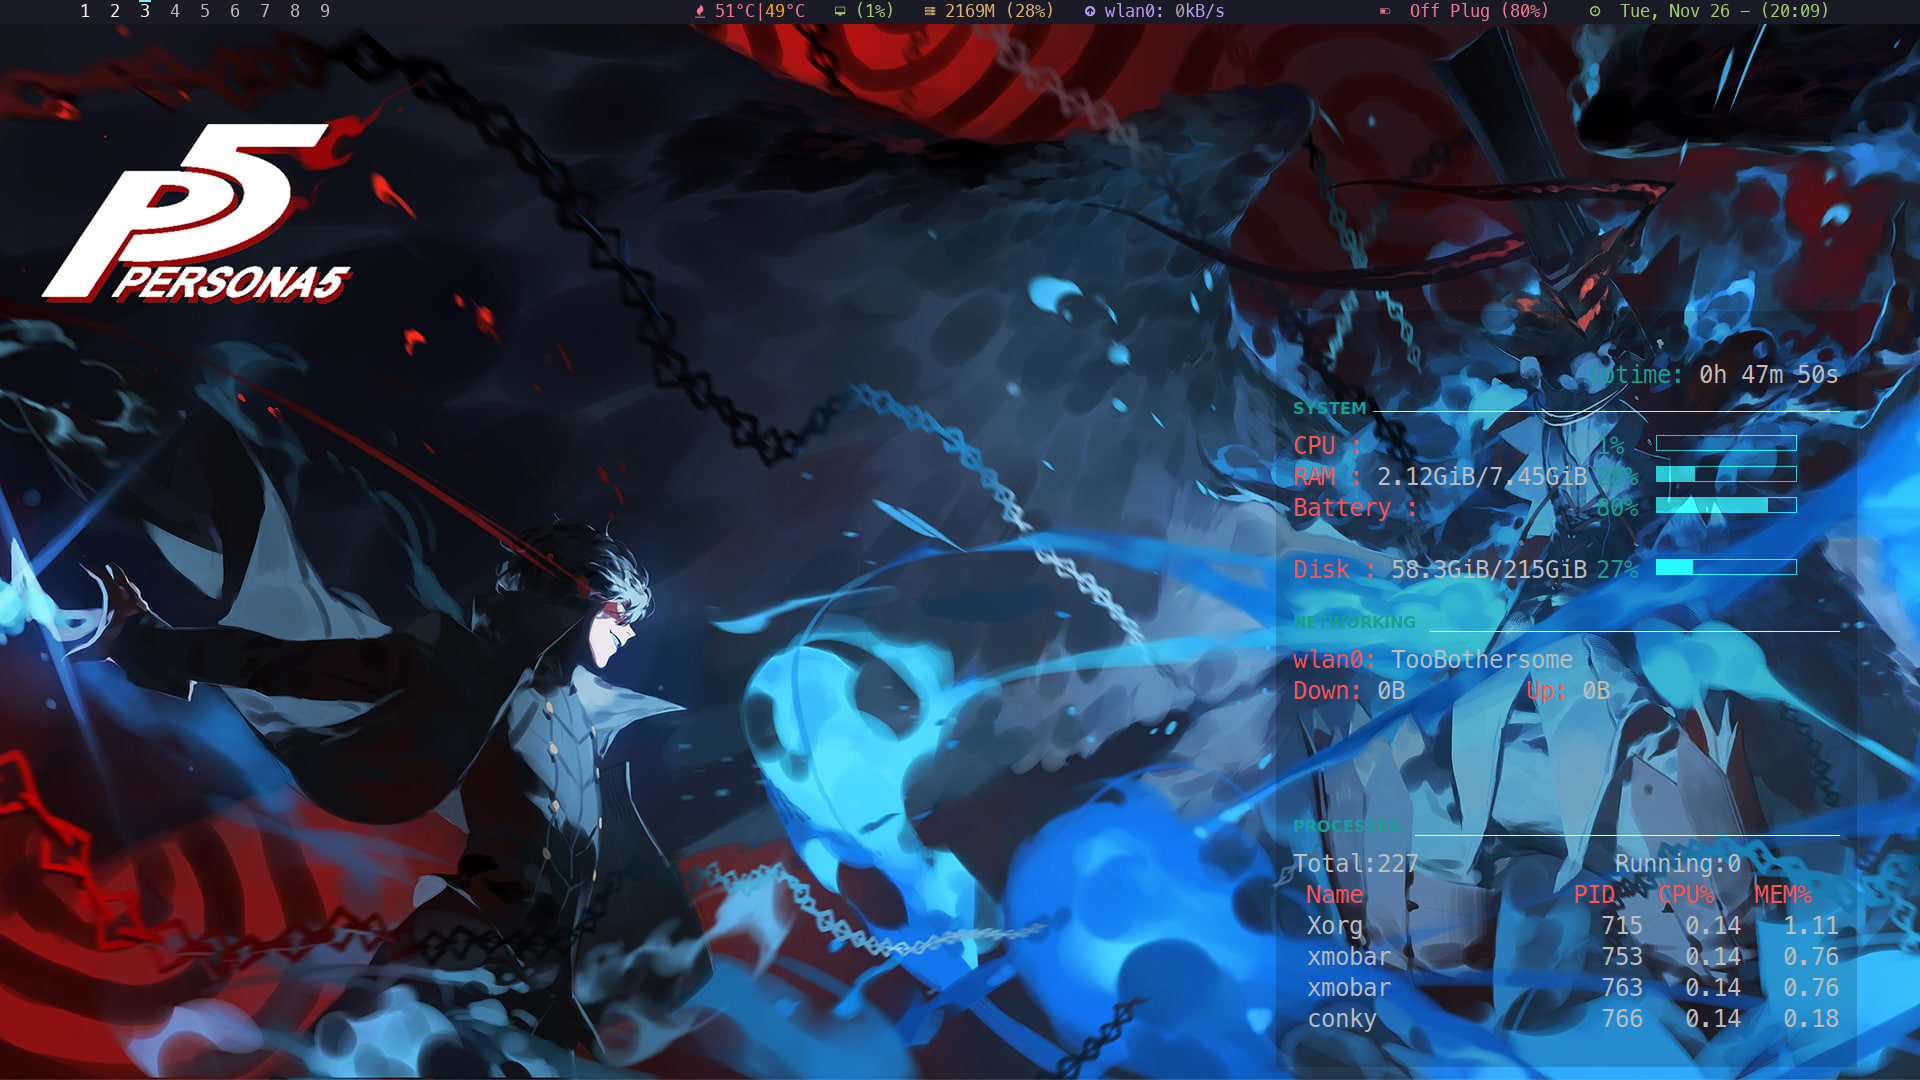 1 2 3 4 5 6 7 8 9 51°C|49°C (1%) 2169M (28%) wlan0: 0kB/s Off Plug (80%) Tue, Nov 26 – (20:09)
P5
PERSONA5
Uptime: 0h 47m 50s
SYSTEM
CPU : 1%
RAM : 2.12GiB/7.45GiB 28%
Battery : 80%
Disk : 58.3GiB/215GiB 27%
NETWORKING
wlan0: TooBothersome
Down: 0B Up: 0B
PROCESSES
Total:227 Running:0
Name PID CPU% MEM%
Xorg 715 0.14 1.11
xmobar 753 0.14 0.76
xmobar 763 0.14 0.76
conky 766 0.14 0.18